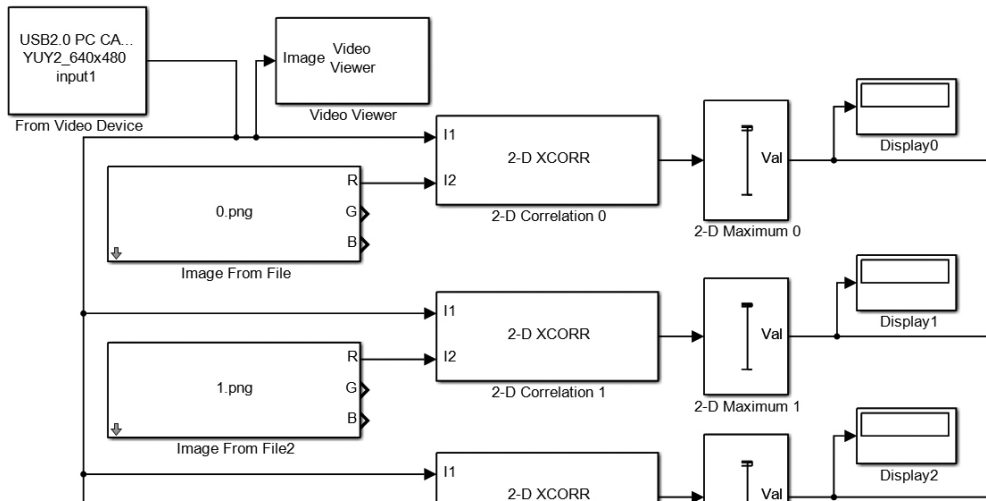 USB2.0 PC CA...
YUY2_640x480
input1
From Video Device
Image
Video
Viewer
Video Viewer
I1
I2
2-D XCORR
2-D Correlation 0
Val
2-D Maximum 0
Display0
0.png
R
G
B
Image From File
I1
I2
2-D XCORR
2-D Correlation 1
Val
2-D Maximum 1
Display1
1.png
R
G
B
Image From File2
I1
2-D XCORR
Val
Display2